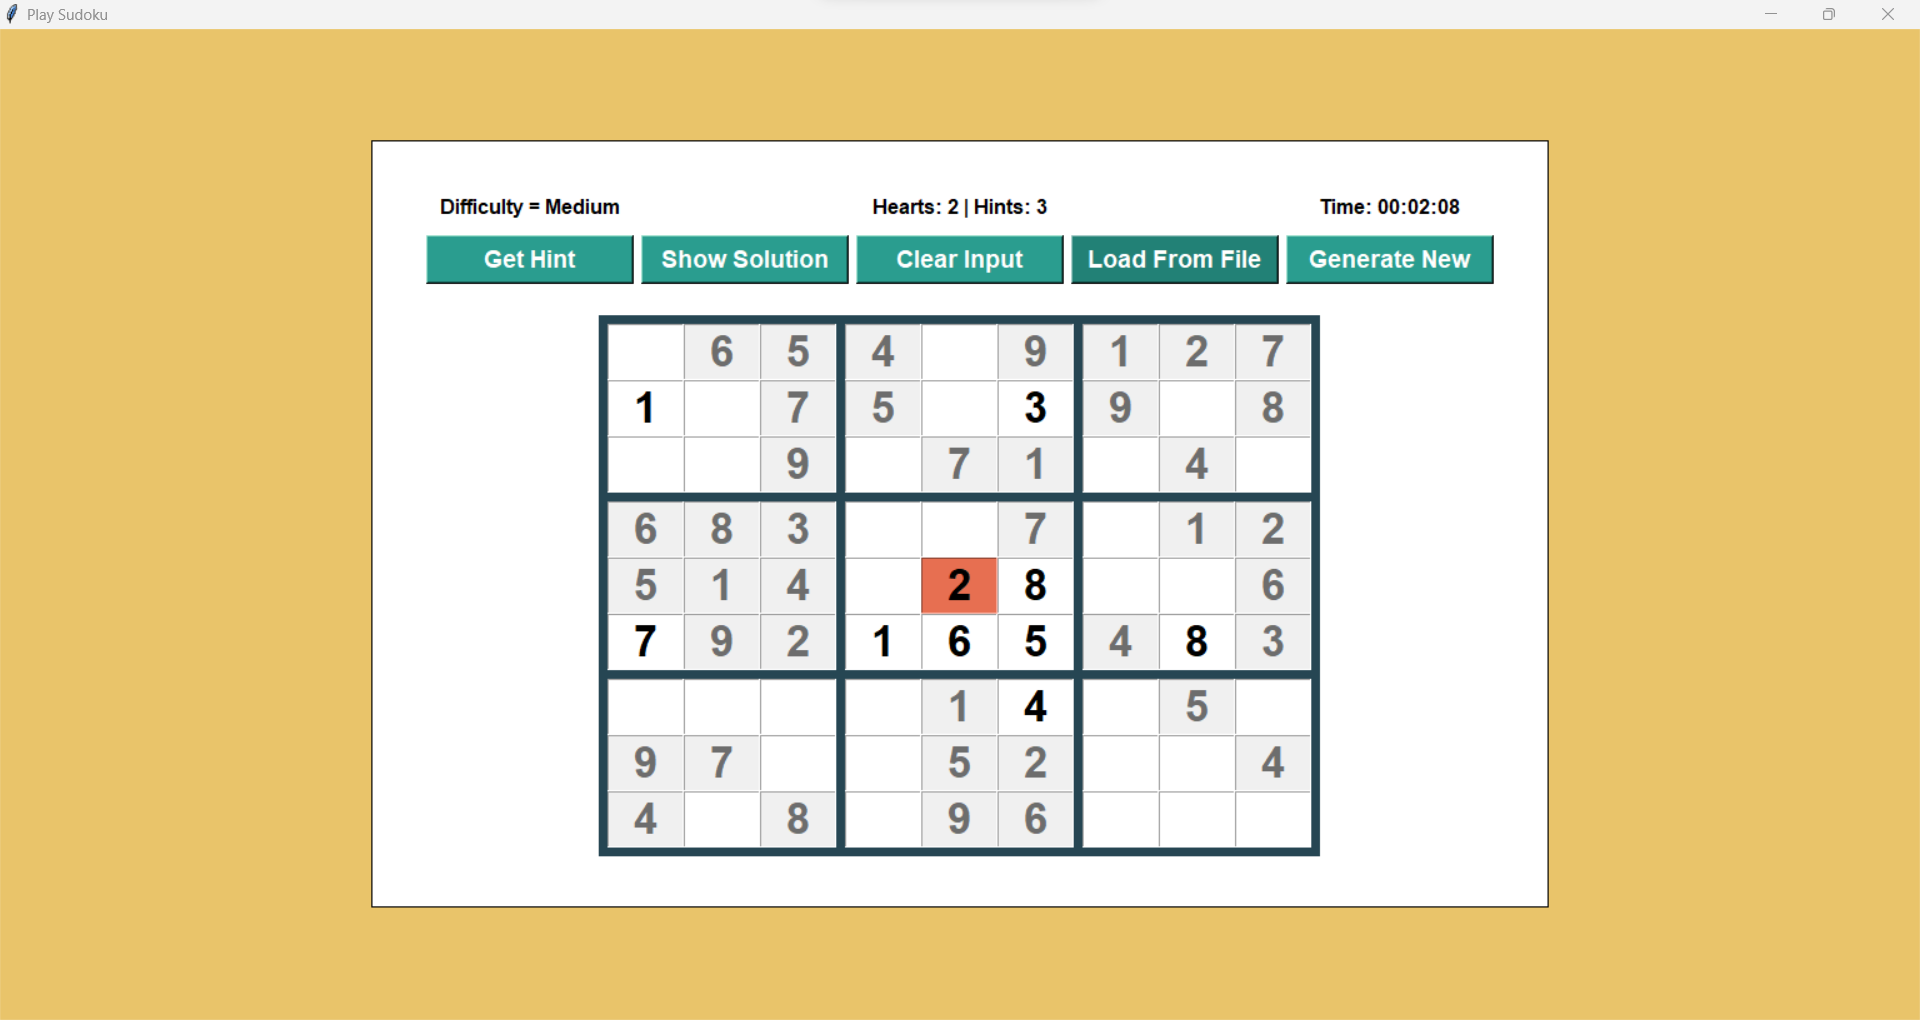 Play Sudoku
Difficulty = Medium Hearts: 2 | Hints: 3 Time: 00:02:08
Get Hint Show Solution Clear Input Load From File Generate New
6 5 4 9 1 2 7
1 7 5 3 9 8
9 7 1 4
6 8 3 7 1 2
5 1 4 2 8 6
7 9 2 1 6 5 4 8 3
1 4 5
9 7 5 2 4
4 8 9 6